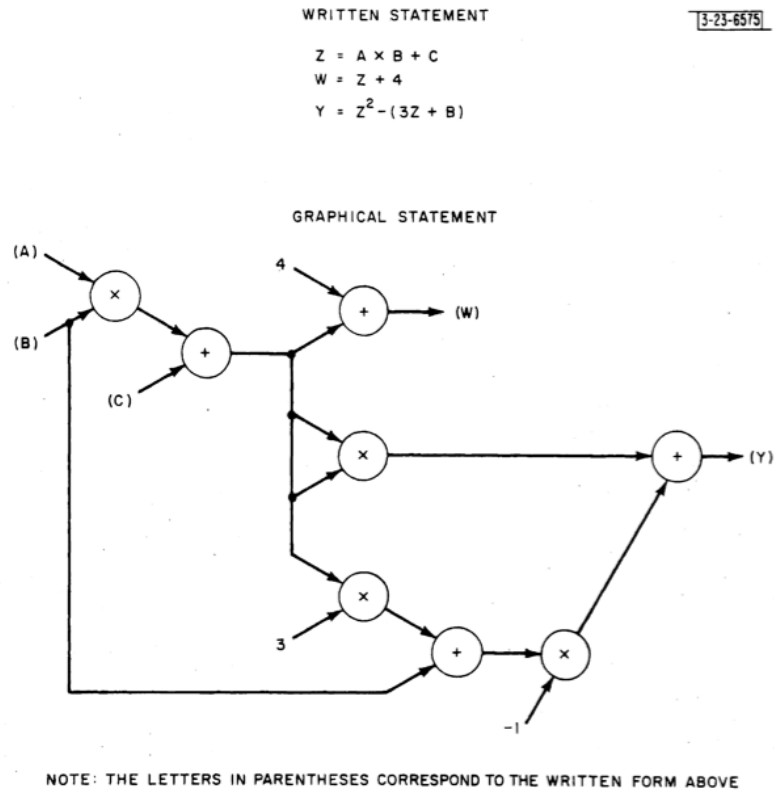 WRITTEN STATEMENT
3-23-6575
Z = A × B + C
W = Z + 4
Y = Z² - (3Z + B)
GRAPHICAL STATEMENT
(A)
×
4
+
(W)
(B)
+
(C)
×
+
(Y)
×
3
+
×
-1
NOTE: THE LETTERS IN PARENTHESES CORRESPOND TO THE WRITTEN FORM ABOVE